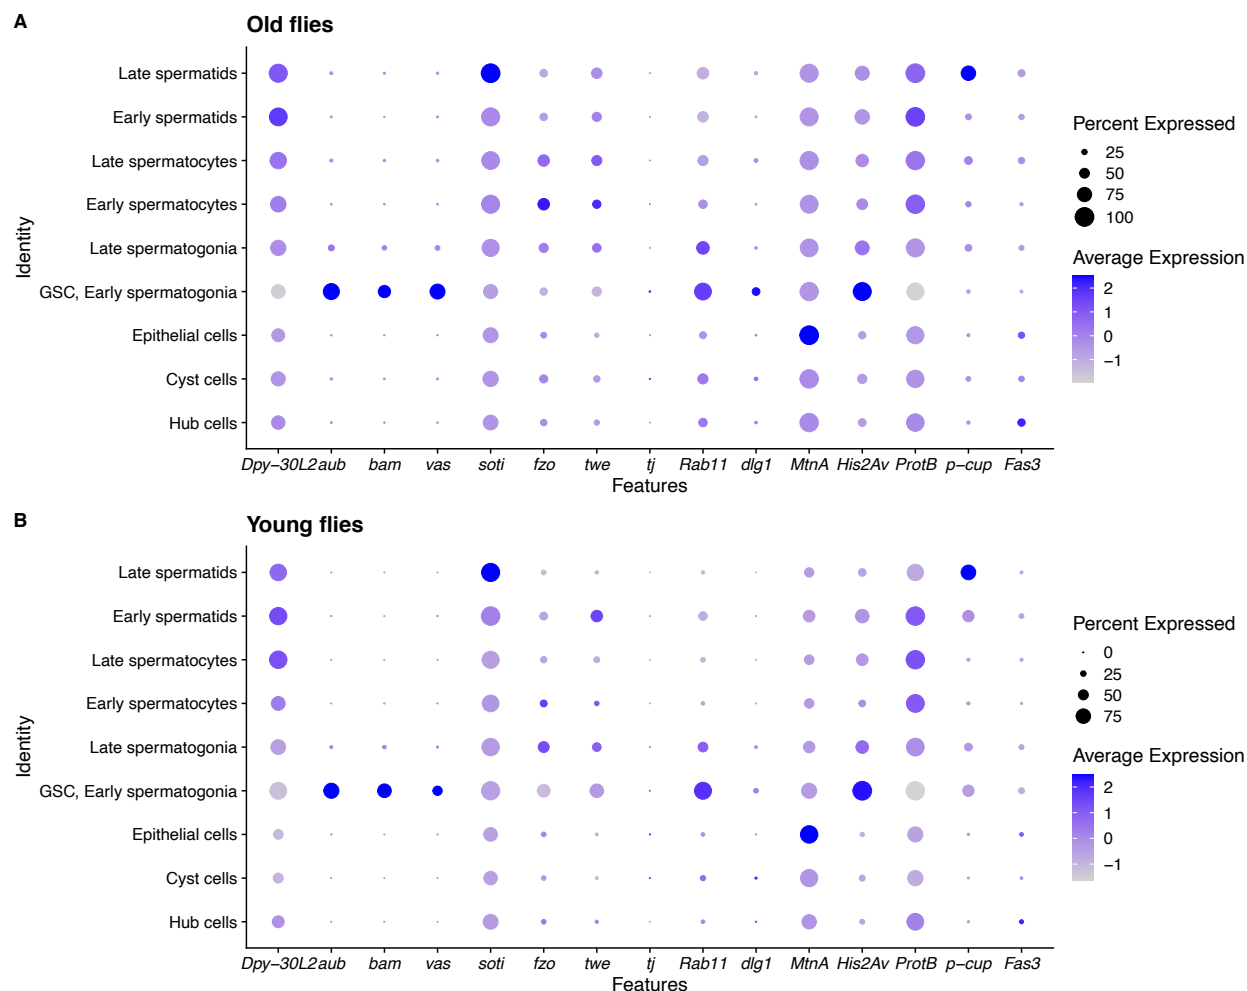 A
Old flies
Late spermatids
Early spermatids
Late spermatocytes
Early spermatocytes
Late spermatogonia
GSC, Early spermatogonia
Epithelial cells
Cyst cells
Hub cells
Identity
Dpy−30L2 aub bam vas soti fzo twe tj Rab11 dlg1 MtnA His2Av ProtB p−cup Fas3
Features
Percent Expressed
25
50
75
100
Average Expression
2
1
0
−1
B
Young flies
Late spermatids
Early spermatids
Late spermatocytes
Early spermatocytes
Late spermatogonia
GSC, Early spermatogonia
Epithelial cells
Cyst cells
Hub cells
Identity
Dpy−30L2 aub bam vas soti fzo twe tj Rab11 dlg1 MtnA His2Av ProtB p−cup Fas3
Features
Percent Expressed
0
25
50
75
Average Expression
2
1
0
−1